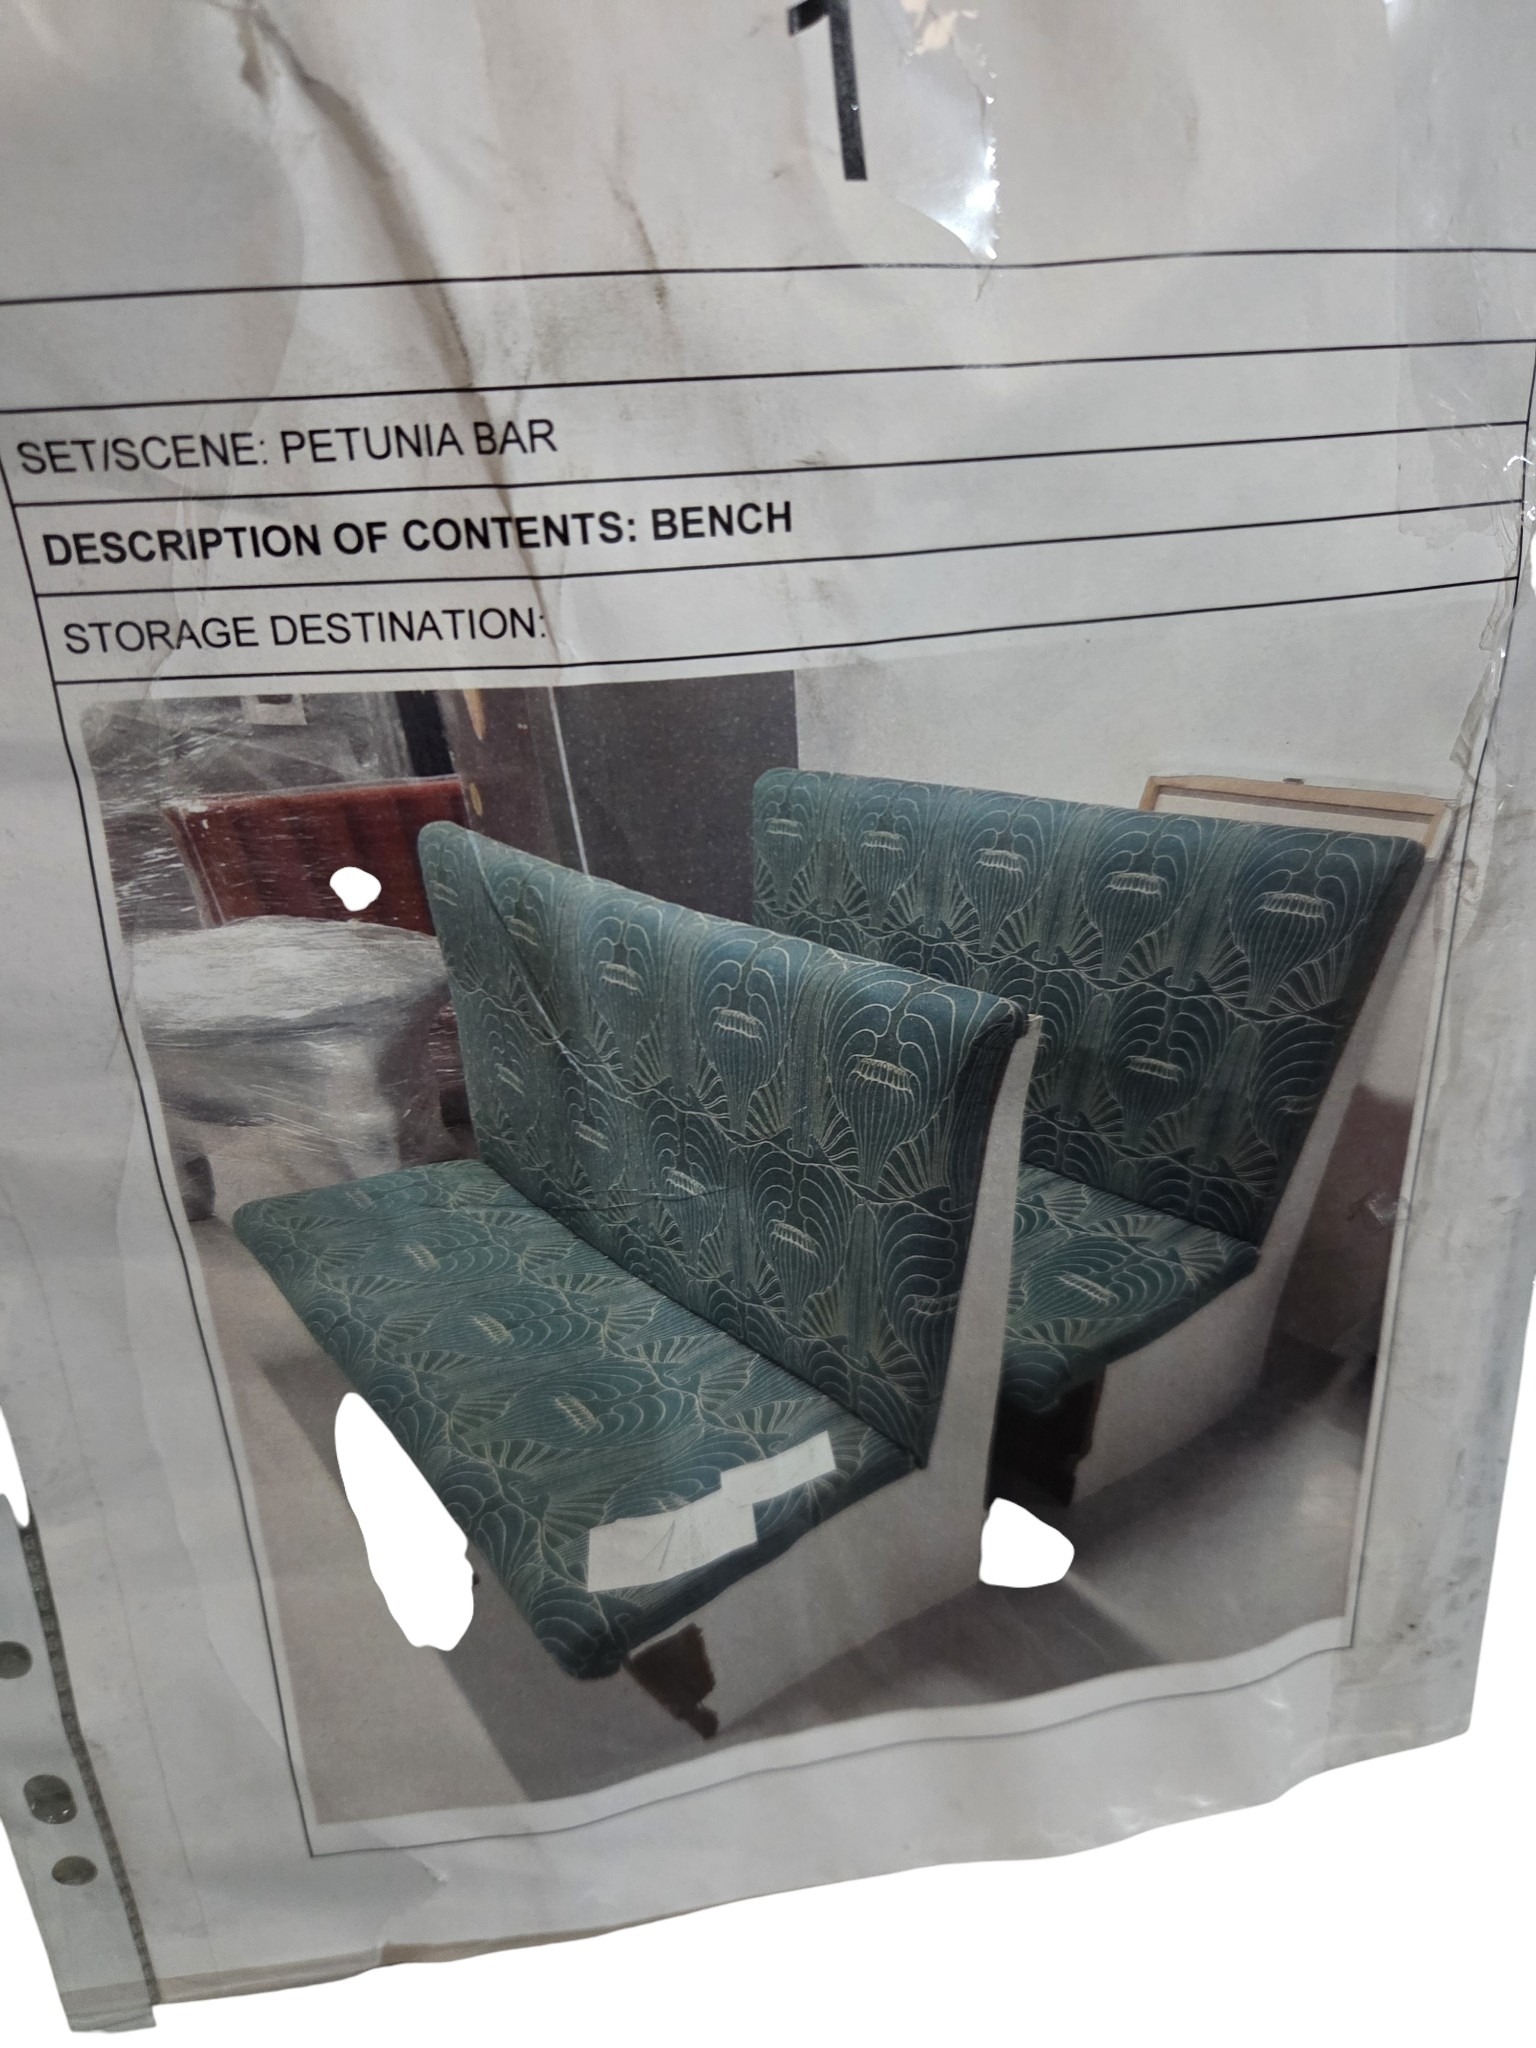 1
SET/SCENE: PETUNIA BAR
DESCRIPTION OF CONTENTS: BENCH
STORAGE DESTINATION: